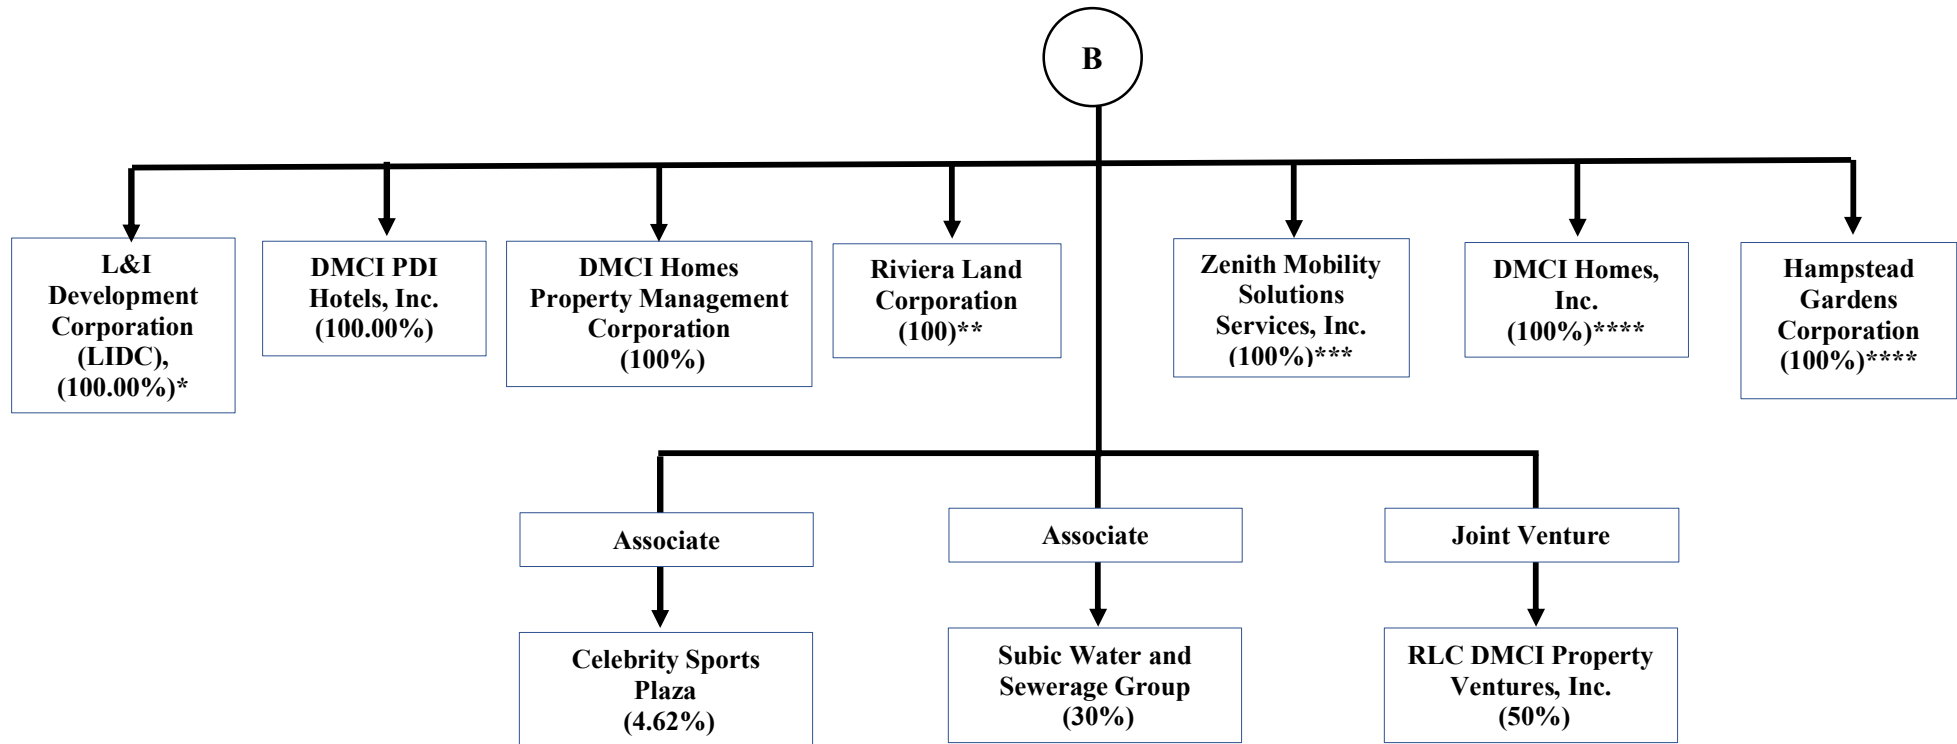 B
L&I
Development
Corporation
(LIDC),
(100.00%)*
DMCI PDI
Hotels, Inc.
(100.00%)
DMCI Homes
Property Management
Corporation
(100%)
Riviera Land
Corporation
(100)**
Zenith Mobility
Solutions
Services, Inc.
(100%)***
DMCI Homes,
Inc.
(100%)****
Hampstead
Gardens
Corporation
(100%)****
Associate
Associate
Joint Venture
Celebrity Sports
Plaza
(4.62%)
Subic Water and
Sewerage Group
(30%)
RLC DMCI Property
Ventures, Inc.
(50%)